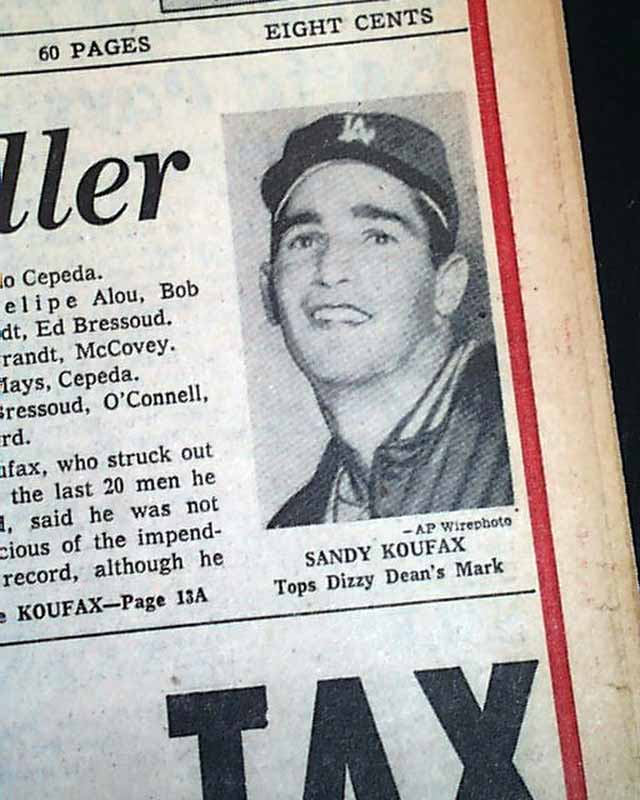 60 PAGES
EIGHT CENTS
ller
LA
lo Cepeda.
elipe Alou, Bob
dt, Ed Bressoud.
randt, McCovey.
Mays, Cepeda.
Bressoud, O'Connell,
rd.
ufax, who struck out
the last 20 men he
d, said he was not
cious of the impend-
record, although he
e KOUFAX—Page 13A
—AP Wirephoto
SANDY KOUFAX
Tops Dizzy Dean's Mark
TAX